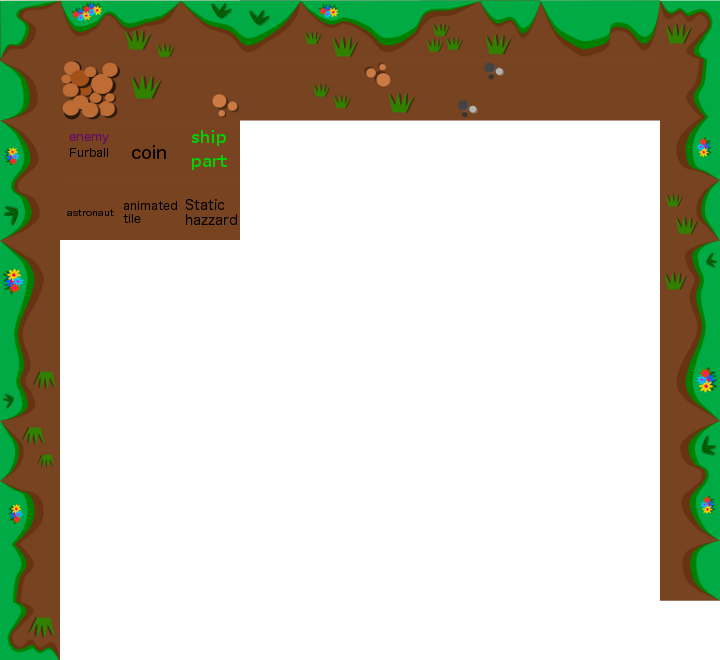 enemy
Furball
coin
ship
part
astronaut
animated
tile
Static
hazzard